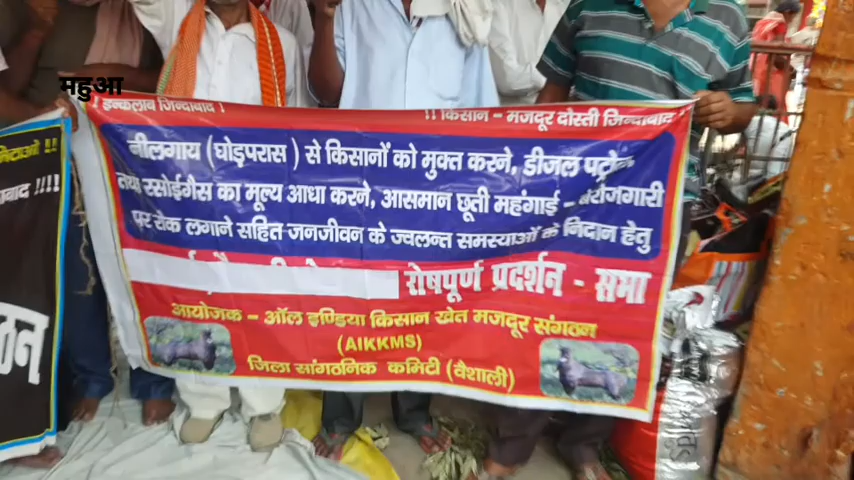 महुआ
इन्कलाब जिन्दाबाद !
!! किसान - मजदूर दोस्ती जिन्दाबाद
नीलगाय (घोड़परास) से किसानों को मुक्त करने, डीजल पट्रोल
तथा रसोईगैस का मूल्य आधा करने, आसमान छूती महंगाई - बेरोजगारी
पर रोक लगाने सहित जनजीवन के ज्वलन्त समस्याओं के निदान हेतु
रोषपूर्ण प्रदर्शन - सभा
आयोजक - ऑल इण्डिया किसान खेत मजदूर संगठन
(AIKKMS)
जिला सांगठनिक कमिटी (वैशाली)